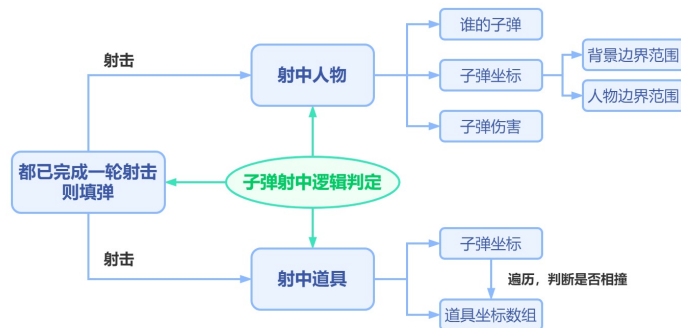 谁的子弹
射击
射中人物
子弹坐标
背景边界范围
人物边界范围
子弹伤害
都已完成一轮射击
则填弹
子弹射中逻辑判定
射击
射中道具
子弹坐标
遍历，判断是否相撞
道具坐标数组